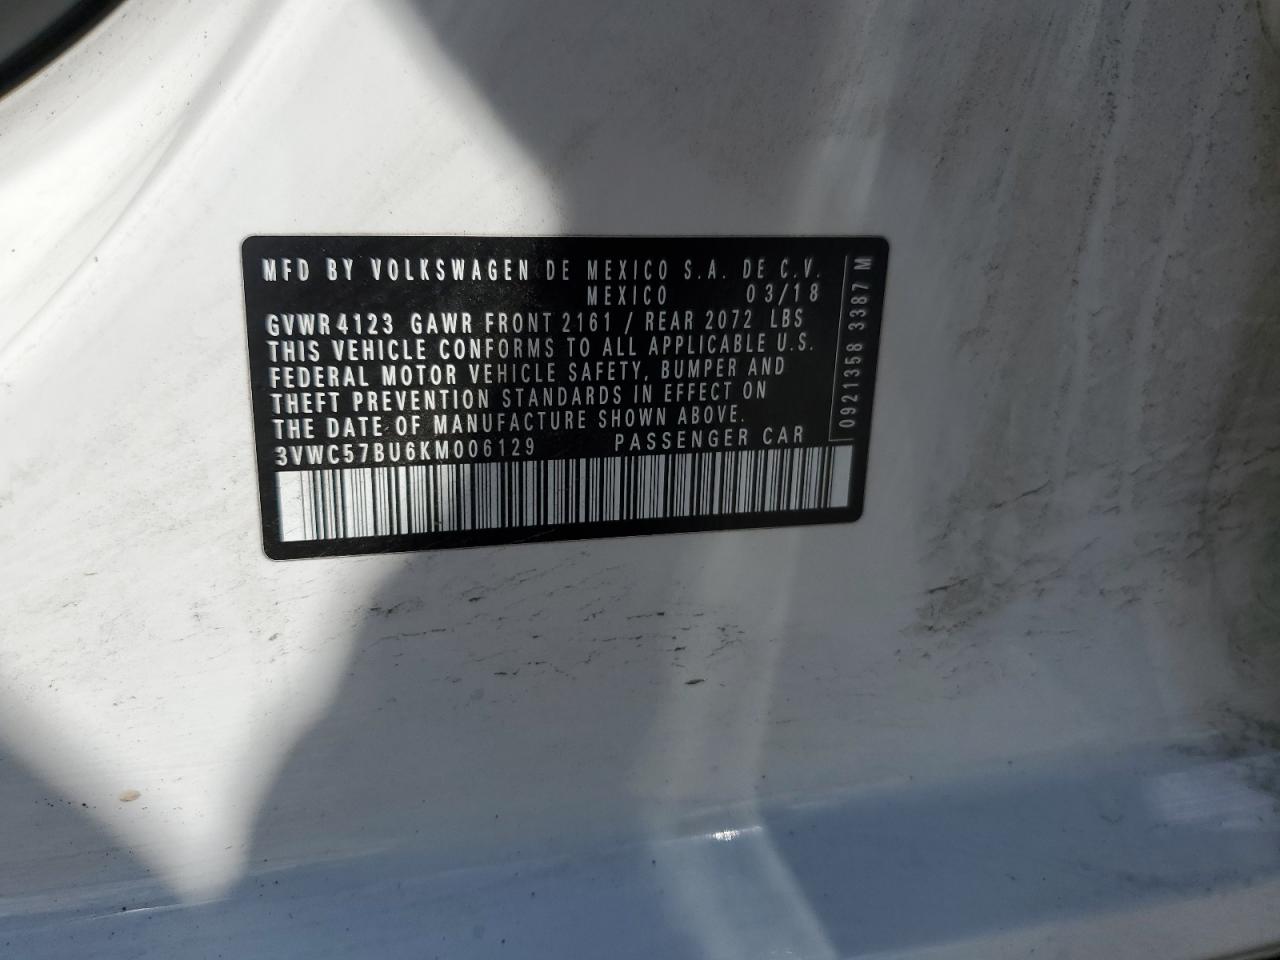 MFD BY VOLKSWAGEN DE MEXICO S.A. DE C.V.
MEXICO 03/18
GVWR 4123 GAWR FRONT 2161 / REAR 2072 LBS
THIS VEHICLE CONFORMS TO ALL APPLICABLE U.S.
FEDERAL MOTOR VEHICLE SAFETY, BUMPER AND
THEFT PREVENTION STANDARDS IN EFFECT ON
THE DATE OF MANUFACTURE SHOWN ABOVE.
3VWC57BU6KM006129 PASSENGER CAR
0921358 3387 M